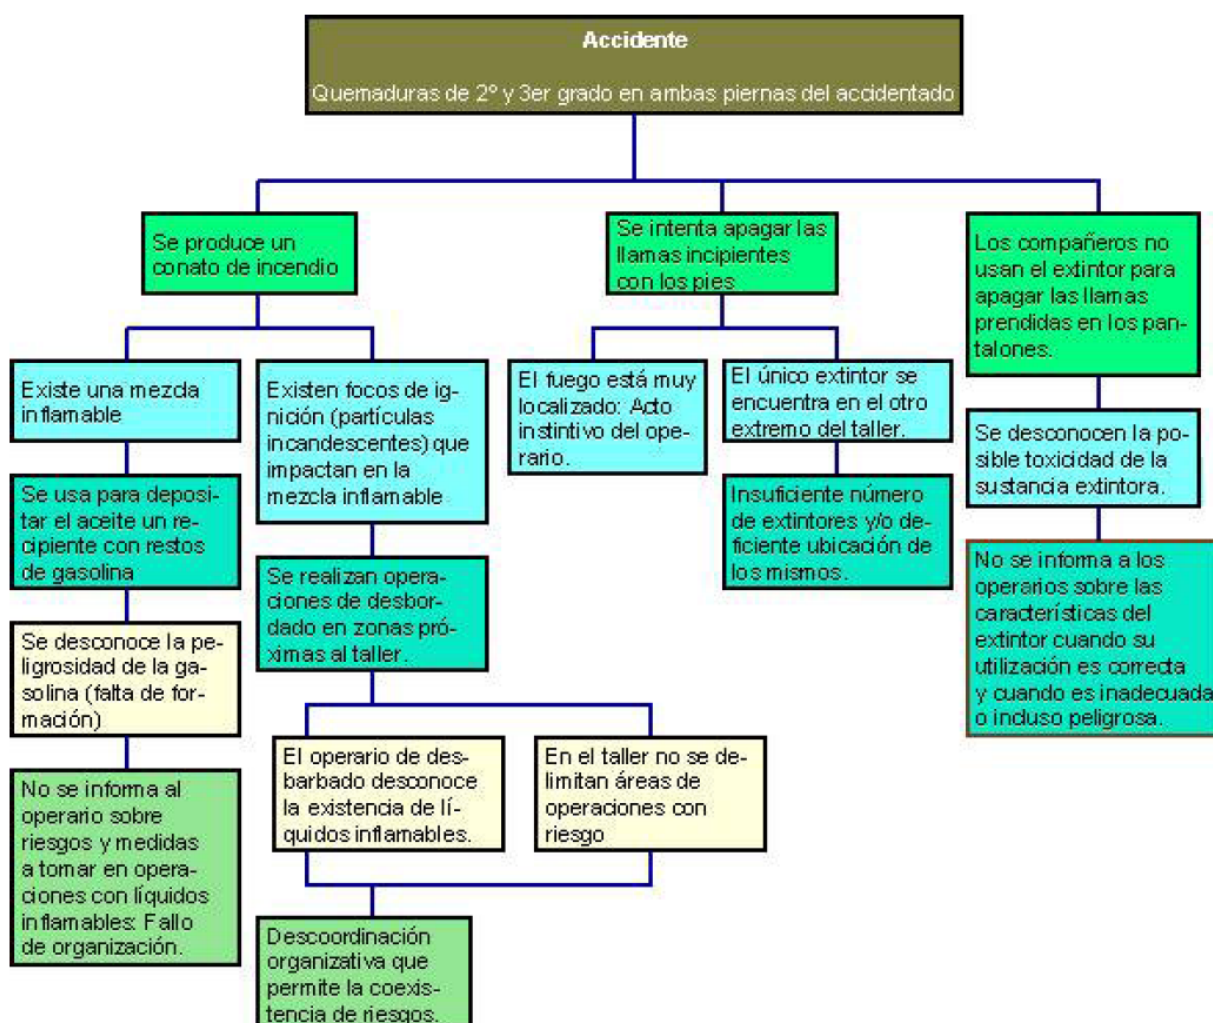 Accidente
Quemaduras de 2º y 3er grado en ambas piernas del accidentado
Se produce un
conato de incendio
Se intenta apagar las
llamas incipientes
con los pies
Los compañeros no
usan el extintor para
apagar las llamas
prendidas en los pan-
talones.
Existe una mezcla
inflamable
Existen focos de ig-
nición (partículas
incandescentes) que
impactan en la
mezcla inflamable
El fuego está muy
localizado: Acto
instintivo del ope-
rario.
El único extintor se
encuentra en el otro
extremo del taller.
Se desconocen la po-
sible toxicidad de la
sustancia extintora.
Se usa para deposi-
tar el aceite un re-
cipiente con restos
de gasolina
Se realizan opera-
ciones de desbor-
dado en zonas pró-
ximas al taller.
Insuficiente número
de extintores y/o de-
ficiente ubicación de
los mismos.
No se informa a los
operarios sobre las
características del
extintor cuando su
utilización es correcta
y cuando es inadecuada
o incluso peligrosa.
Se desconoce la pe-
ligrosidad de la ga-
solina (falta de for-
mación)
El operario de des-
barbado desconoce
la existencia de lí-
quidos inflamables.
En el taller no se de-
limitan áreas de
operaciones con
riesgo
No se informa al
operario sobre
riesgos y medidas
a tomar en opera-
ciones con líquidos
inflamables: Fallo
de organización.
Descoordinación
organizativa que
permite la coexis-
tencia de riesgos.